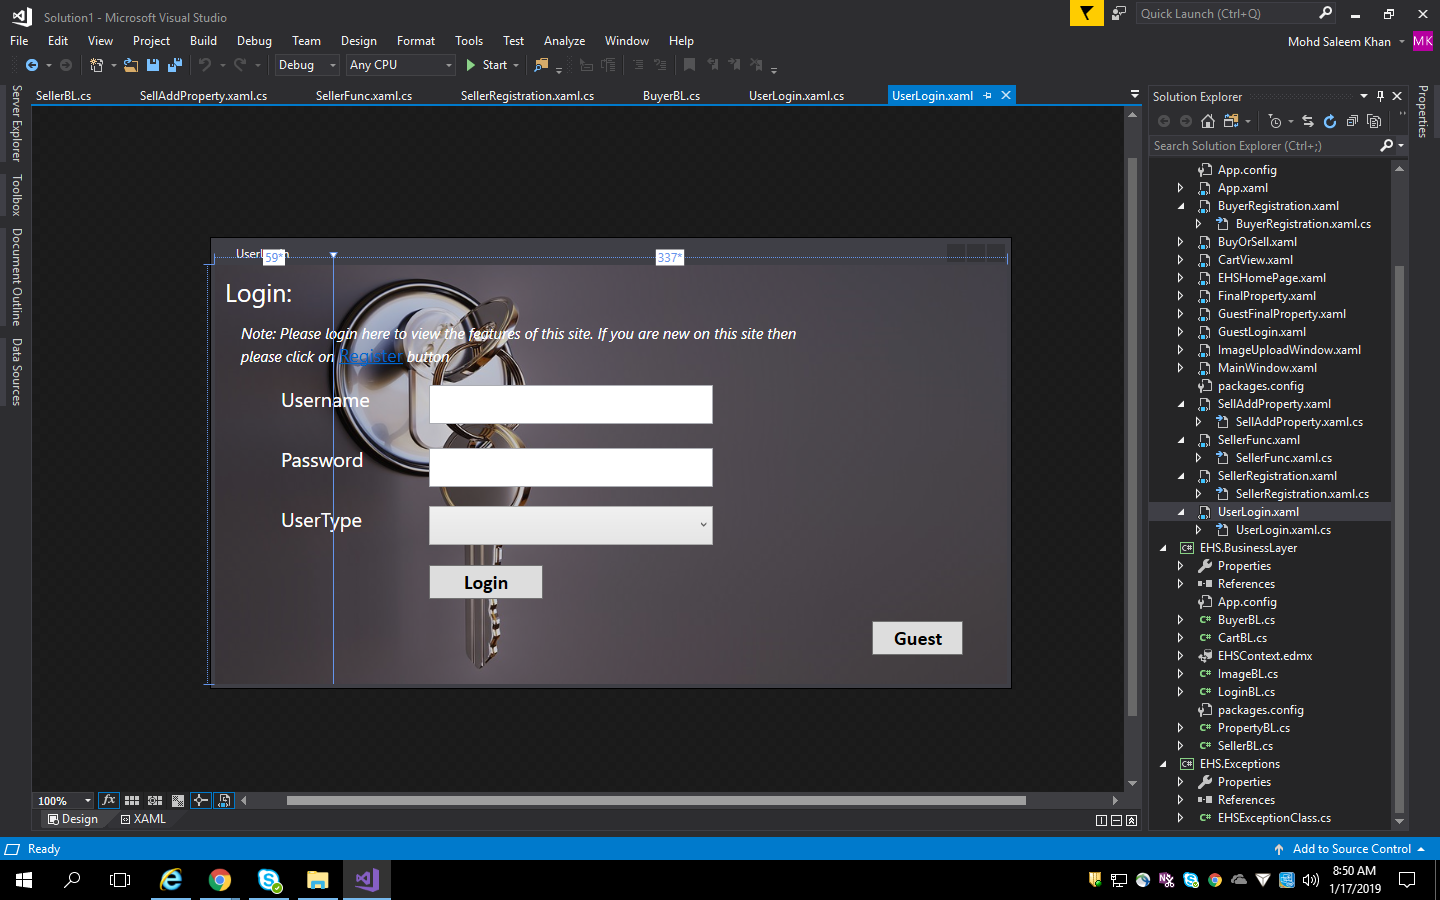 Solution1 - Microsoft Visual Studio
Quick Launch (Ctrl+Q)
File Edit View Project Build Debug Team Design Format Tools Test Analyze Window Help
Mohd Saleem Khan MK
Debug Any CPU Start
SellerBL.cs SellAddProperty.xaml.cs SellerFunc.xaml.cs SellerRegistration.xaml.cs BuyerBL.cs UserLogin.xaml.cs UserLogin.xaml
Server Explorer
Toolbox
Document Outline
Data Sources
59* 337*
Login:
Note: Please login here to view the features of this site. If you are new on this site then
please click on Register button
Username
Password
UserType
Login
Guest
100%
Design XAML
Solution Explorer
Search Solution Explorer (Ctrl+;)
App.config
App.xaml
BuyerRegistration.xaml
BuyerRegistration.xaml.cs
BuyOrSell.xaml
CartView.xaml
EHSHomePage.xaml
FinalProperty.xaml
GuestFinalProperty.xaml
GuestLogin.xaml
ImageUploadWindow.xaml
MainWindow.xaml
packages.config
SellAddProperty.xaml
SellAddProperty.xaml.cs
SellerFunc.xaml
SellerFunc.xaml.cs
SellerRegistration.xaml
SellerRegistration.xaml.cs
UserLogin.xaml
UserLogin.xaml.cs
EHS.BusinessLayer
Properties
References
App.config
BuyerBL.cs
CartBL.cs
EHSContext.edmx
ImageBL.cs
LoginBL.cs
packages.config
PropertyBL.cs
SellerBL.cs
EHS.Exceptions
Properties
References
EHSExceptionClass.cs
Properties
Ready
Add to Source Control
8:50 AM
1/17/2019